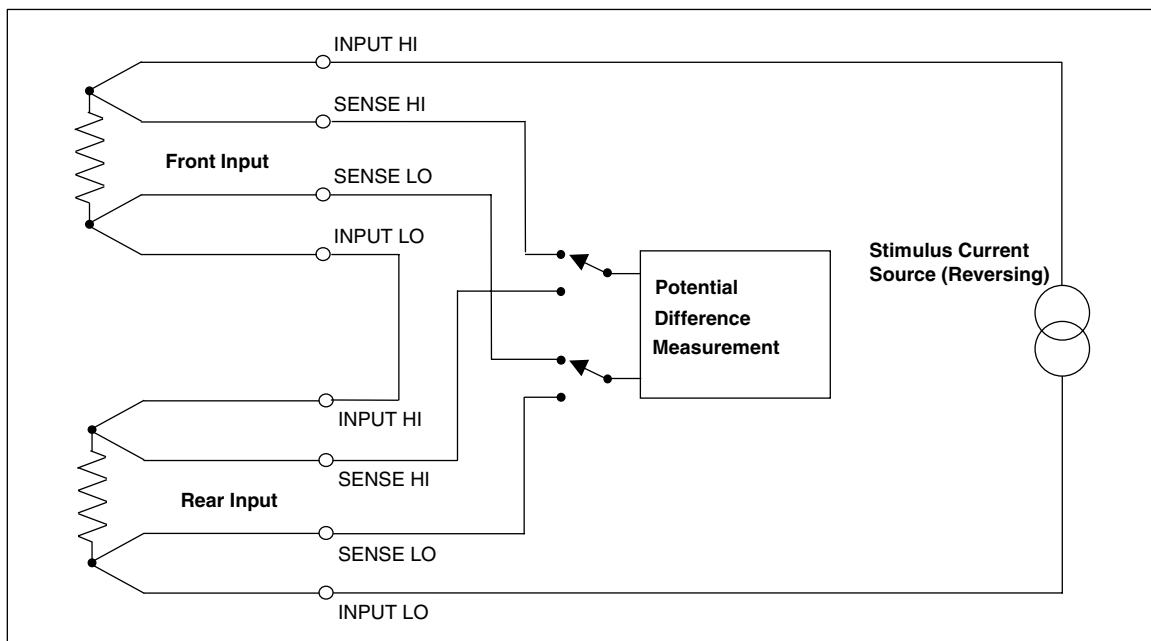 INPUT HI
SENSE HI
Front Input
SENSE LO
INPUT LO
Stimulus Current
Source (Reversing)
Potential
Difference
Measurement
INPUT HI
SENSE HI
Rear Input
SENSE LO
INPUT LO